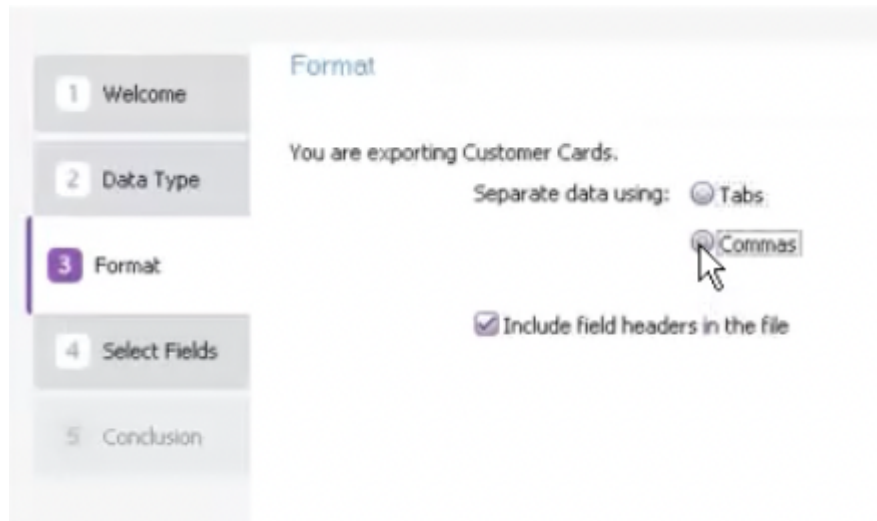 Format
1 Welcome
2 Data Type
3 Format
4 Select Fields
5 Conclusion
You are exporting Customer Cards.
Separate data using: Tabs
Commas
Include field headers in the file